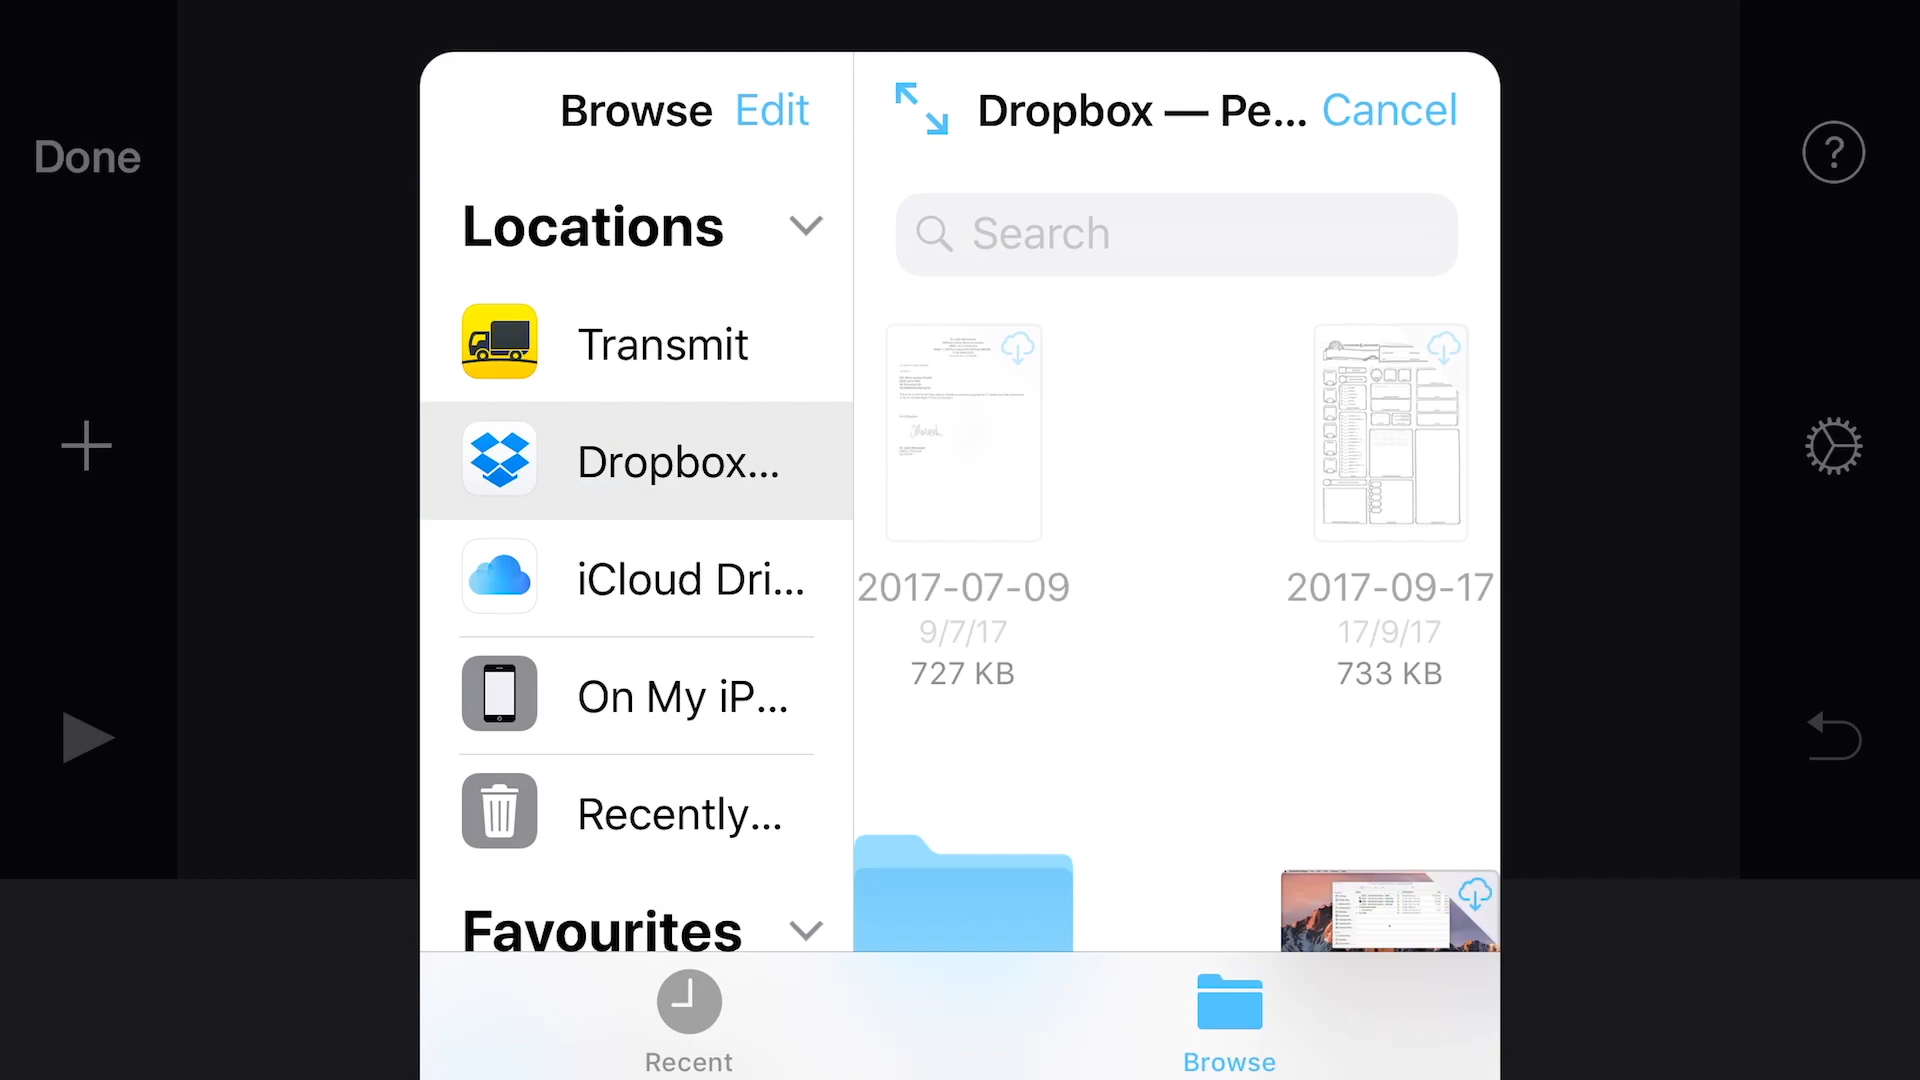 Done
Browse
Edit
Dropbox — Pe...
Cancel
Locations
Search
Transmit
Dropbox...
iCloud Dri...
On My iP...
Recently...
Favourites
2017-07-09
9/7/17
727 KB
2017-09-17
17/9/17
733 KB
Recent
Browse